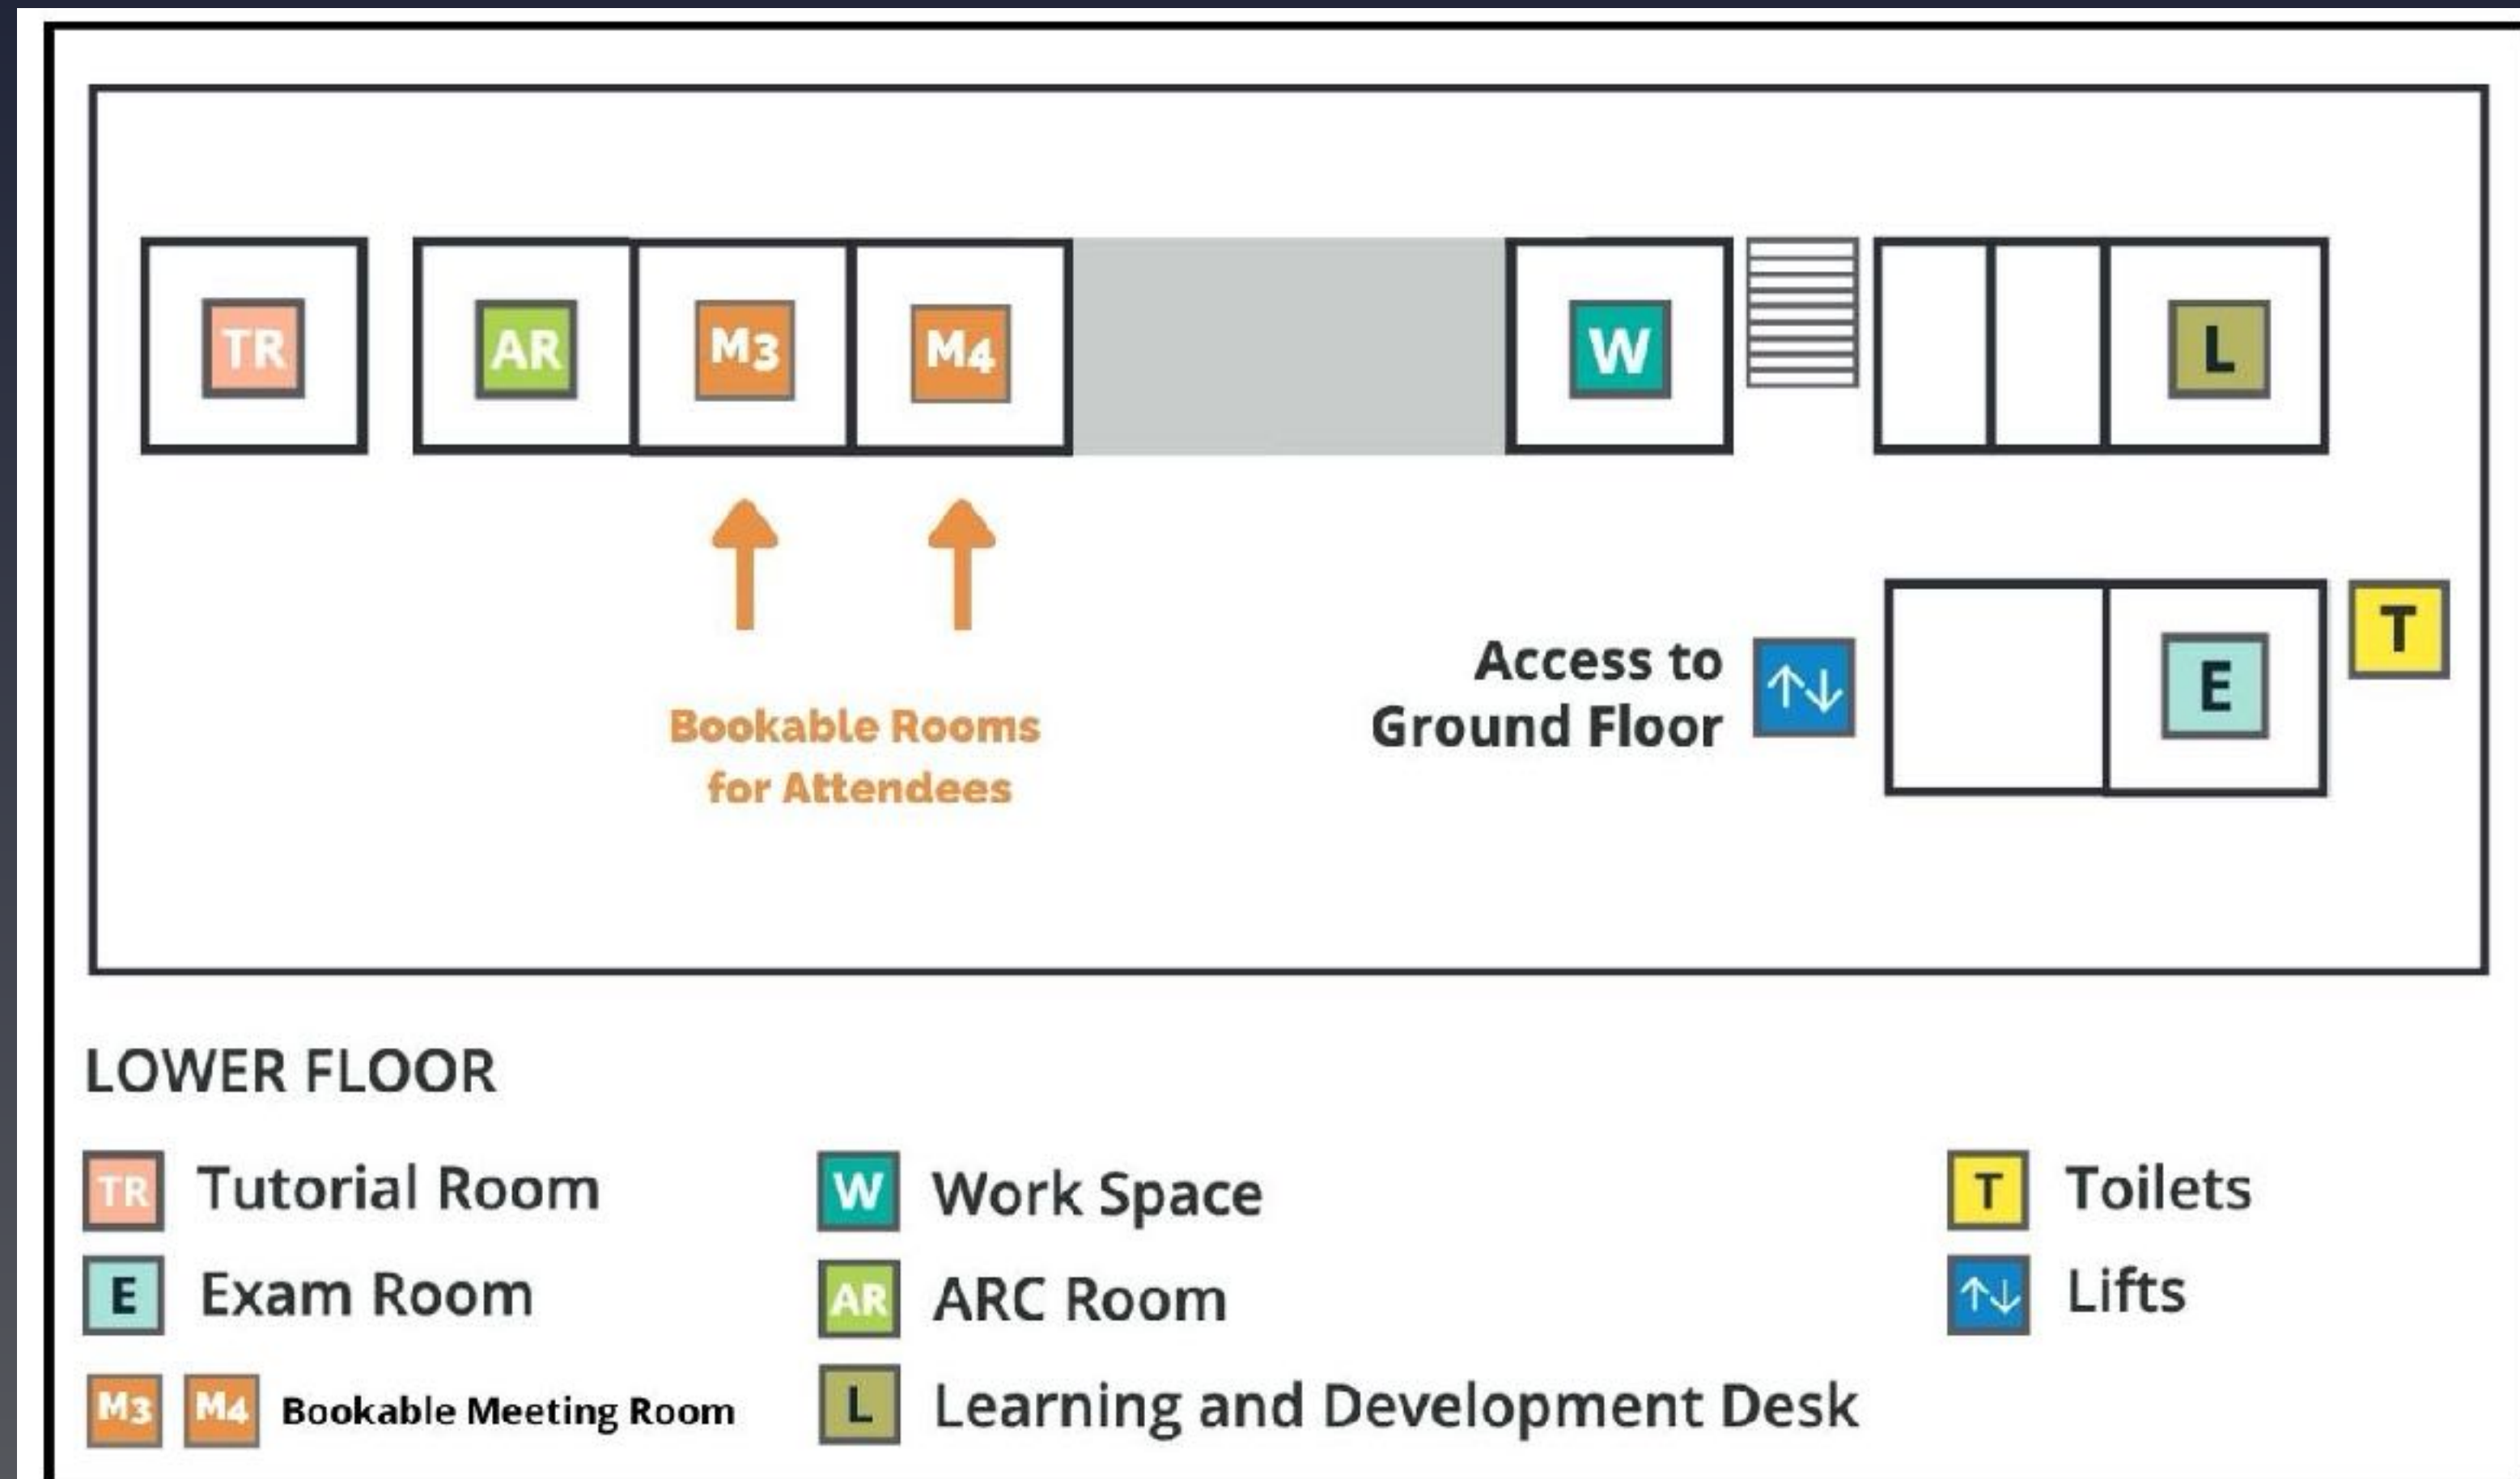 TR
AR
M3
M4
W
L
Bookable Rooms
for Attendees
Access to
Ground Floor
↑↓
E
T
LOWER FLOOR
TR Tutorial Room
E Exam Room
M3 M4 Bookable Meeting Room
W Work Space
AR ARC Room
L Learning and Development Desk
T Toilets
↑↓ Lifts